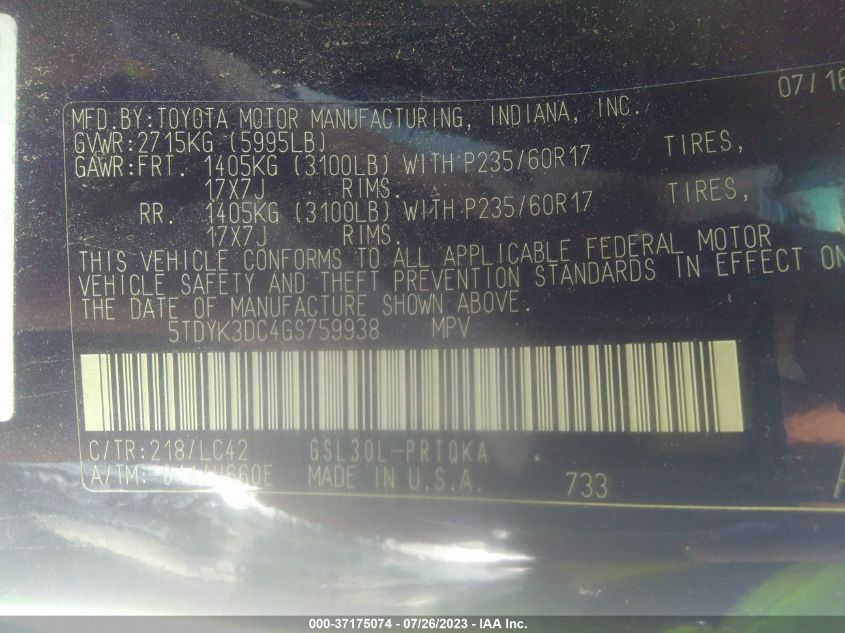 07/16
MFD.BY:TOYOTA MOTOR MANUFACTURING, INDIANA, INC.
GVWR:2715KG (5995LB)
GAWR:FRT. 1405KG (3100LB) WITH P235/60R17 TIRES,
17X7J RIMS.
RR. 1405KG (3100LB) WITH P235/60R17 TIRES,
17X7J RIMS.
THIS VEHICLE CONFORMS TO ALL APPLICABLE FEDERAL MOTOR
VEHICLE SAFETY AND THEFT PREVENTION STANDARDS IN EFFECT ON
THE DATE OF MANUFACTURE SHOWN ABOVE.
5TDYK3DC4GS759938 MPV
C/TR:218/LC42 GSL30L-PRTQKA
A/TM: MADE IN U.S.A. 733
000-37175074 - 07/26/2023 - IAA Inc.